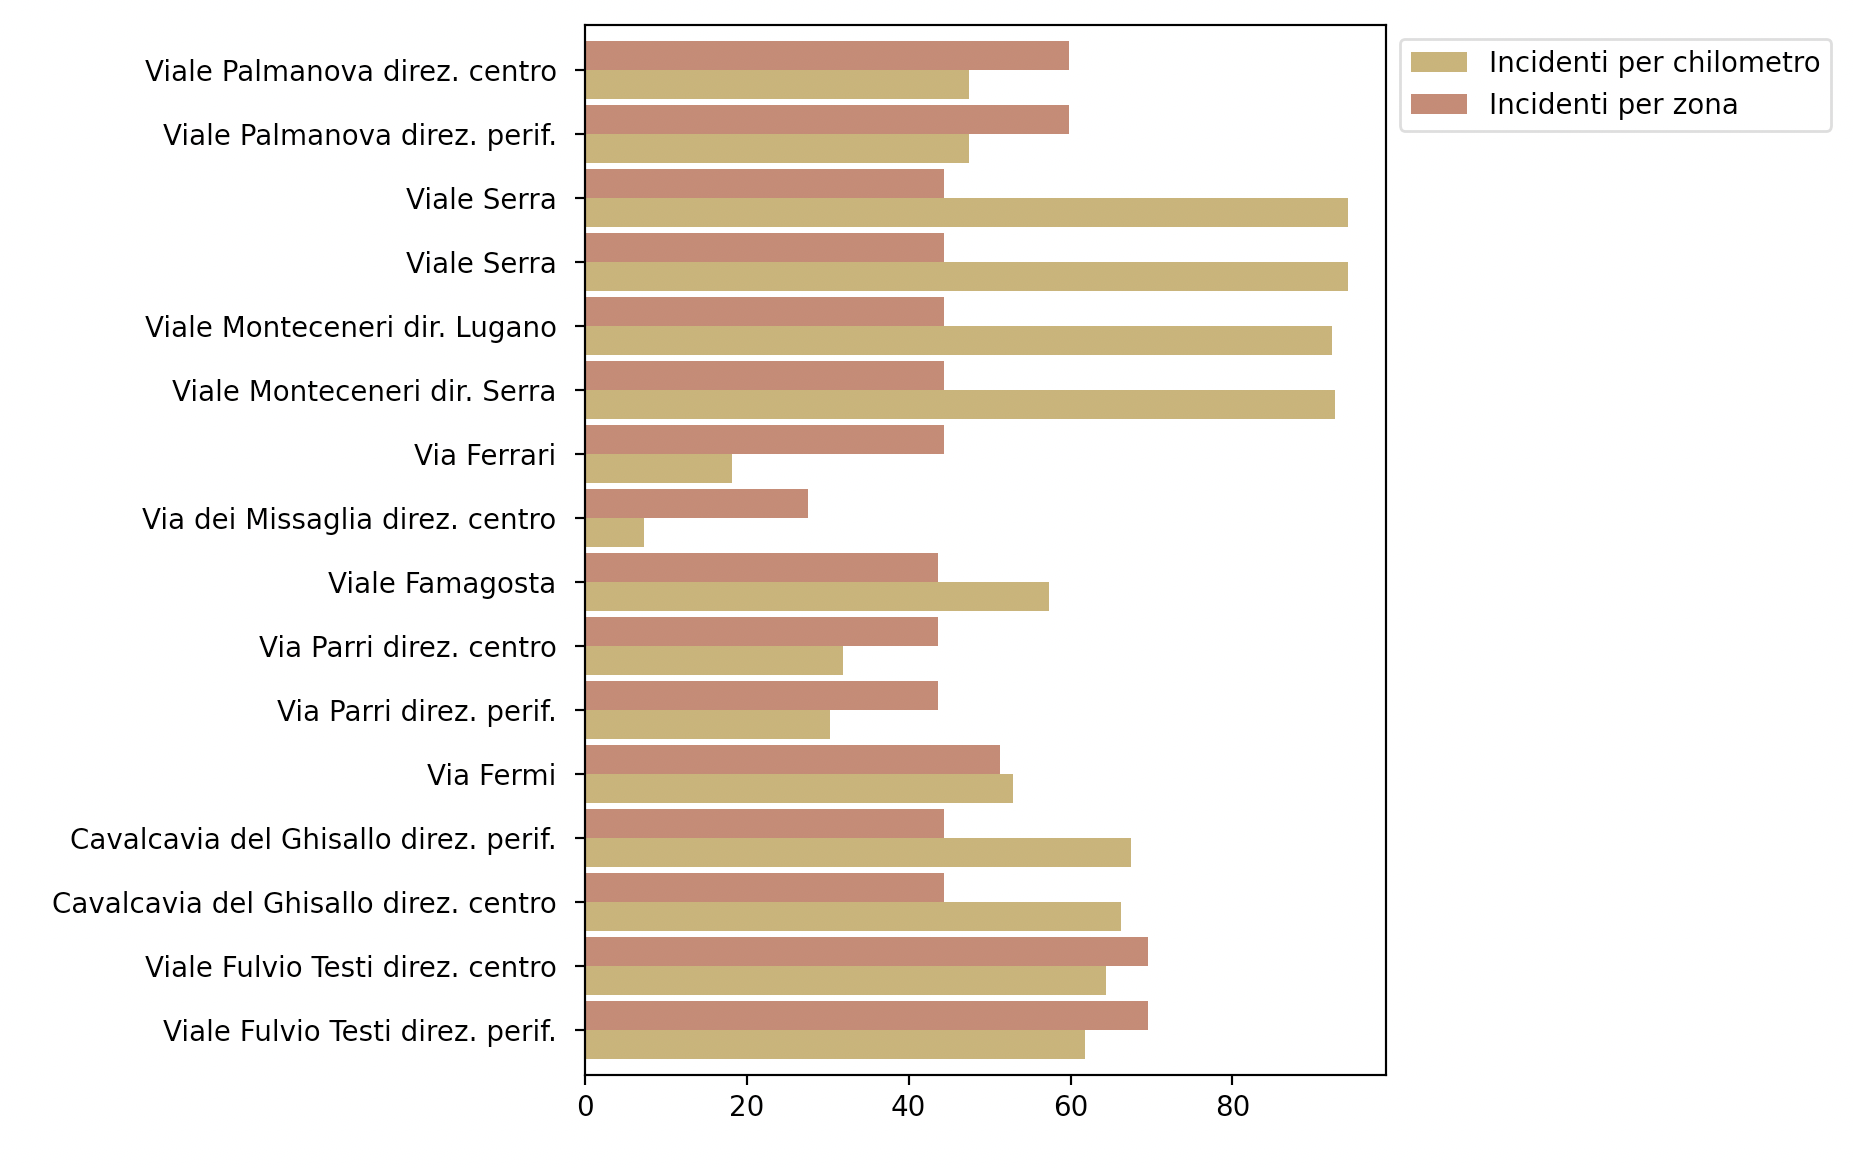 Incidenti per chilometro
Incidenti per zona
Viale Palmanova direz. centro
Viale Palmanova direz. perif.
Viale Serra
Viale Serra
Viale Monteceneri dir. Lugano
Viale Monteceneri dir. Serra
Via Ferrari
Via dei Missaglia direz. centro
Viale Famagosta
Via Parri direz. centro
Via Parri direz. perif.
Via Fermi
Cavalcavia del Ghisallo direz. perif.
Cavalcavia del Ghisallo direz. centro
Viale Fulvio Testi direz. centro
Viale Fulvio Testi direz. perif.
0 20 40 60 80